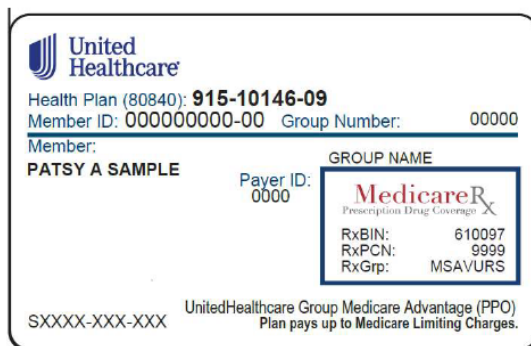 United
Healthcare
Health Plan (80840): 915-10146-09
Member ID: 000000000-00 Group Number: 00000
Member:
PATSY A SAMPLE
GROUP NAME
Payer ID:
0000
MedicareRx
Prescription Drug Coverage
RxBIN: 610097
RxPCN: 9999
RxGrp: MSAVURS
SXXXX-XXX-XXX
UnitedHealthcare Group Medicare Advantage (PPO)
Plan pays up to Medicare Limiting Charges.